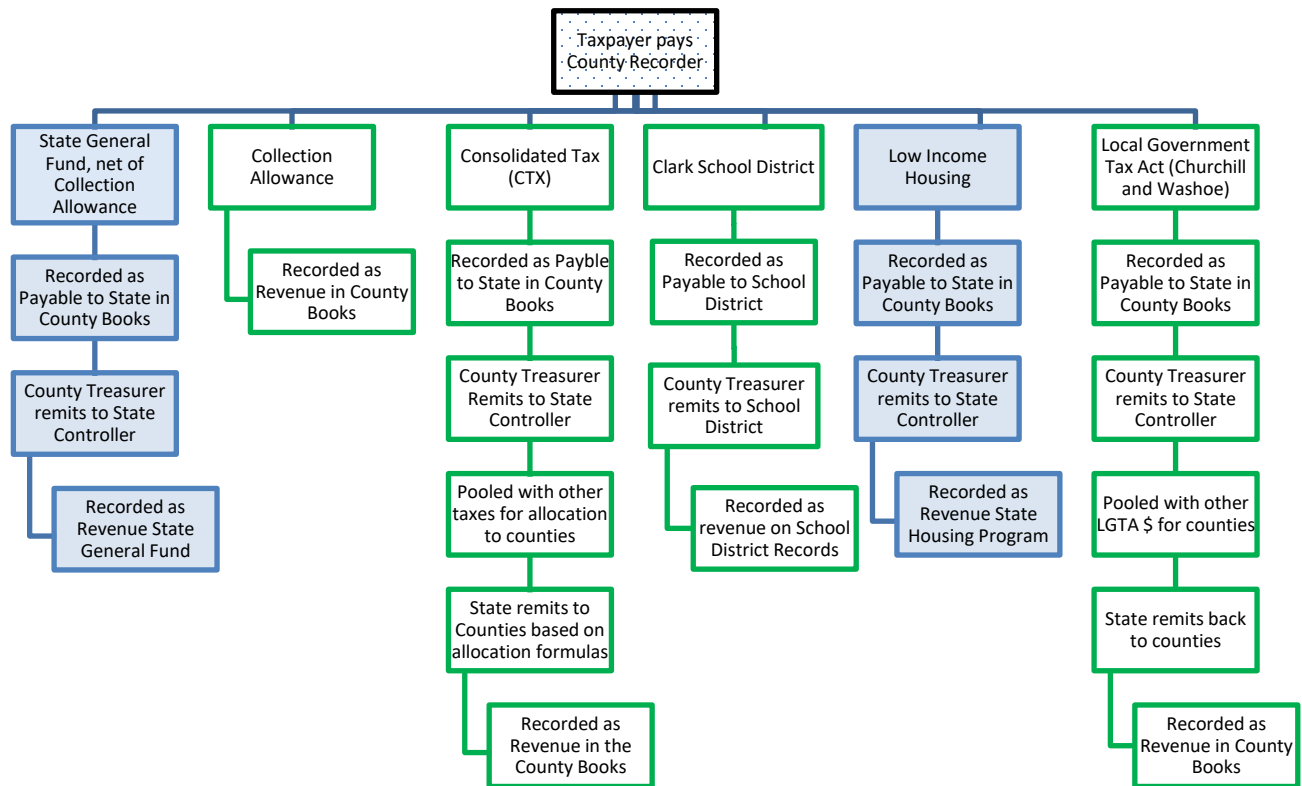 Taxpayer pays
County Recorder
State General
Fund, net of
Collection
Allowance
Recorded as
Payable to State in
County Books
County Treasurer
remits to State
Controller
Recorded as
Revenue State
General Fund
Collection
Allowance
Recorded as
Revenue in County
Books
Consolidated Tax
(CTX)
Recorded as Payble
to State in County
Books
County Treasurer
Remits to State
Controller
Pooled with other
taxes for allocation
to counties
State remits to
Counties based on
allocation formulas
Recorded as
Revenue in the
County Books
Clark School District
Recorded as
Payable to School
District
County Treasurer
remits to School
District
Recorded as
revenue on School
District Records
Low Income
Housing
Recorded as
Payable to State in
County Books
County Treasurer
remits to State
Controller
Recorded as
Revenue State
Housing Program
Local Government
Tax Act (Churchill
and Washoe)
Recorded as
Payable to State in
County Books
County Treasurer
remits to State
Controller
Pooled with other
LGTA $ for counties
State remits back
to counties
Recorded as
Revenue in County
Books